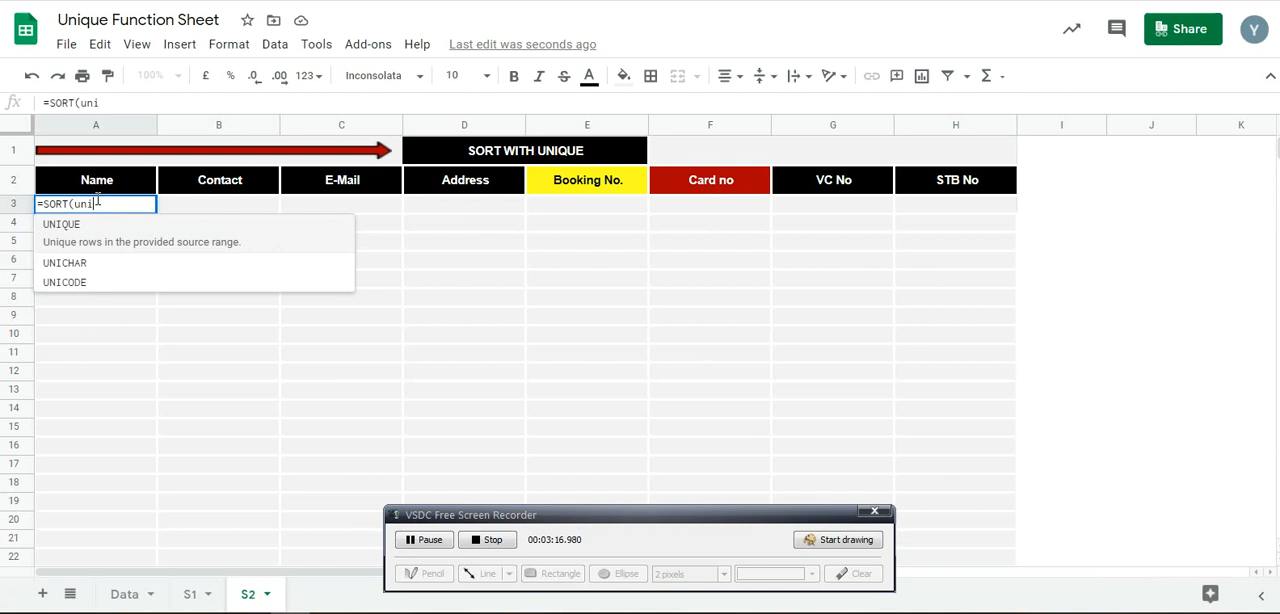 Unique Function Sheet
File Edit View Insert Format Data Tools Add-ons Help Last edit was seconds ago
Share
Y
100% £ % .0 .00 123 Inconsolata 10 B I S A Σ
fx =SORT(uni
A B C D E F G H I J K
1 SORT WITH UNIQUE
2 Name Contact E-Mail Address Booking No. Card no VC No STB No
3 =SORT(uni
4 UNIQUE
5 Unique rows in the provided source range.
6 UNICHAR
7 UNICODE
8
9
10
11
12
13
14
15
16
17
18
19
20
21
22
VSDC Free Screen Recorder
Pause Stop 00:03:16.980 Start drawing
Pencil Line Rectangle Ellipse 2 pixels Clear
Data S1 S2